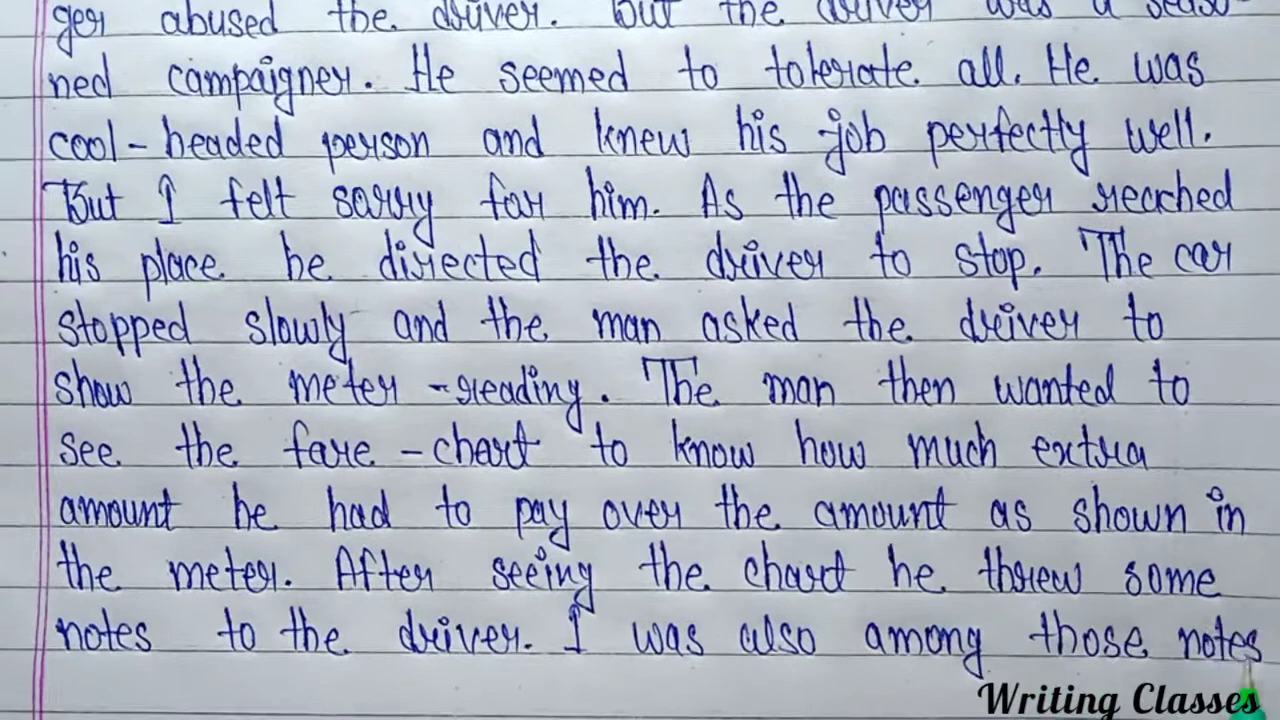 ger abused the driver. But the driver was a seaso-
ned campaigner. He seemed to tolerate all. He was
cool-headed person and knew his job perfectly well.
But I felt sorry for him. As the passenger reached
his place he directed the driver to stop. The car
stopped slowly and the man asked the driver to
show the meter-reading. The man then wanted to
see the fare-chart to know how much extra
amount he had to pay over the amount as shown in
the meter. After seeing the chart he threw some
notes to the driver. I was also among those notes
Writing Classes